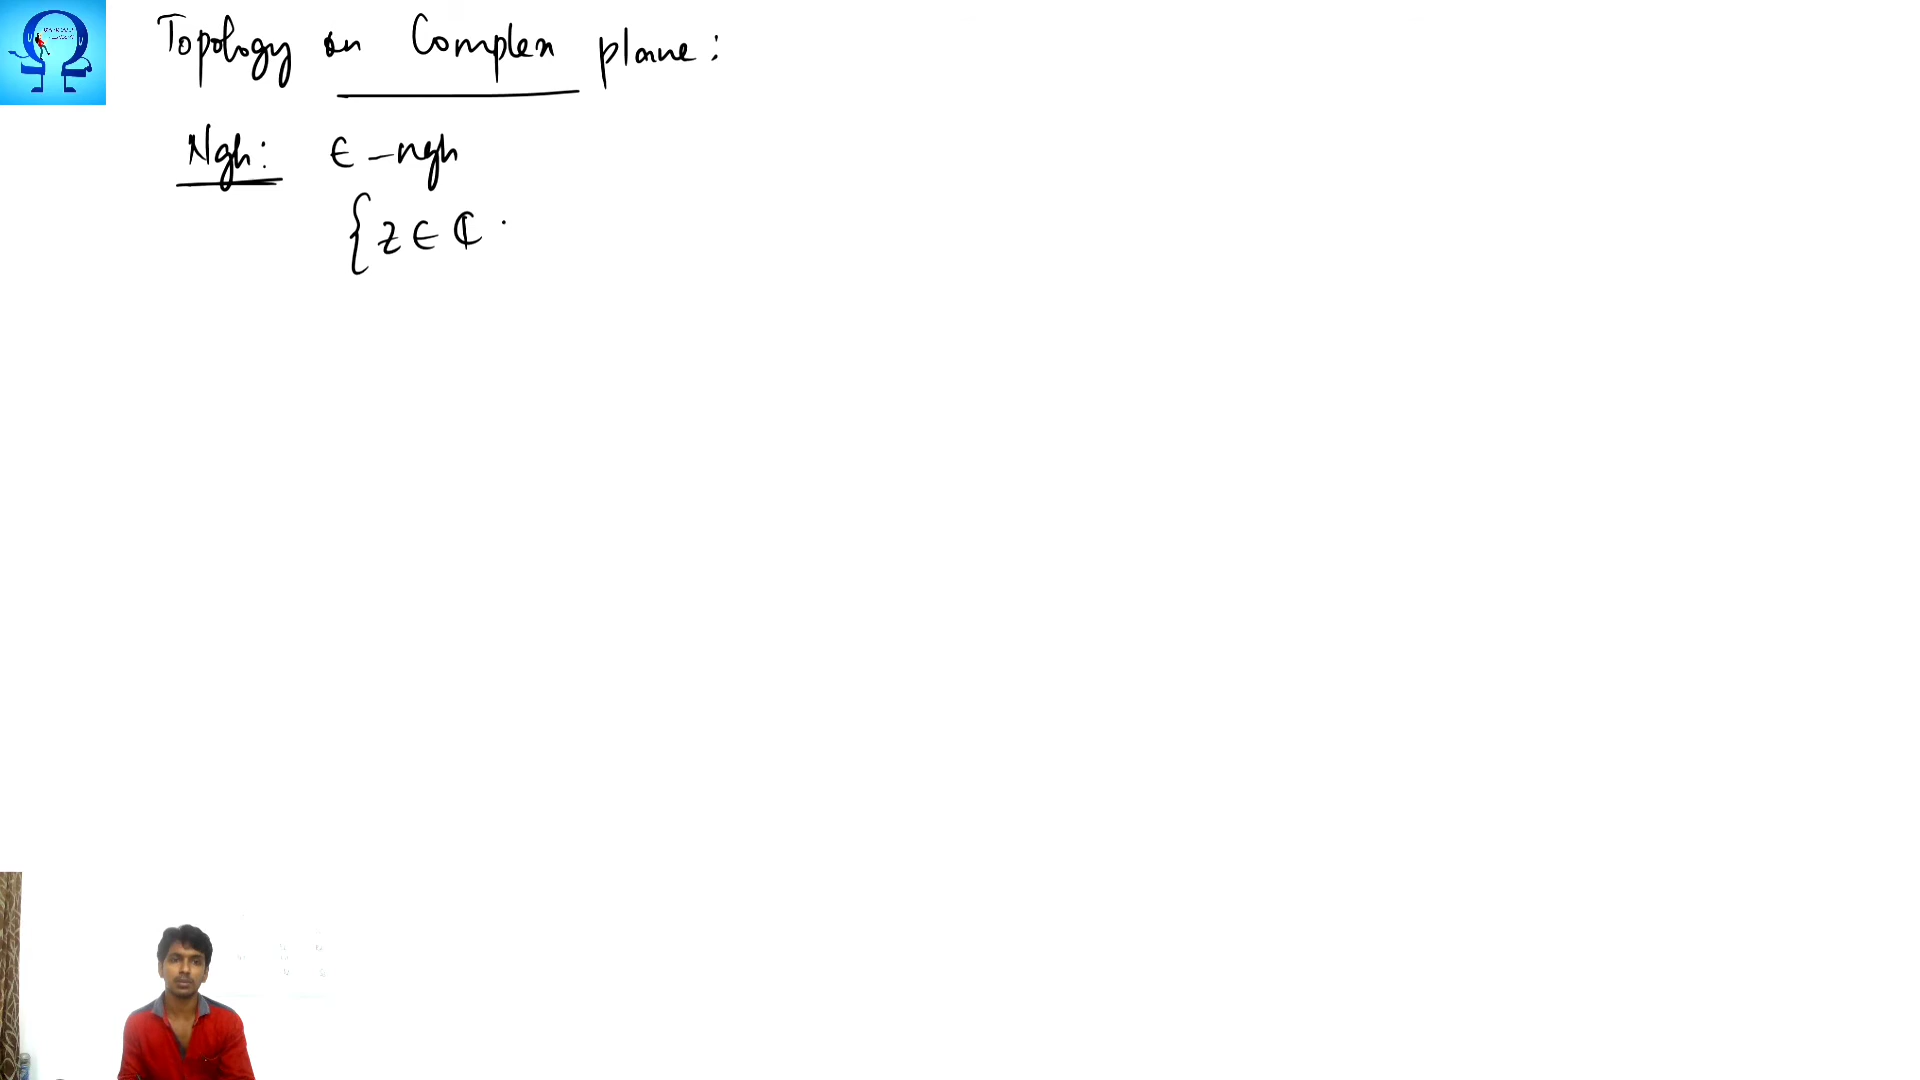 Topology on Complex plane:
Ngh: ϵ-ngh
{z ∈ ℂ ·